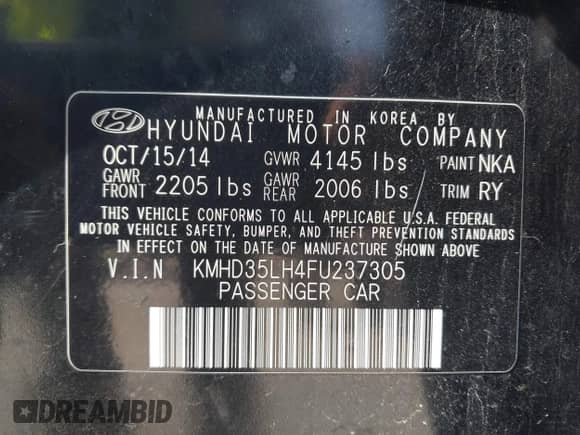 MANUFACTURED IN KOREA BY
HYUNDAI MOTOR COMPANY
OCT/15/14 GVWR 4145 lbs PAINT NKA
GAWR FRONT 2205 lbs GAWR REAR 2006 lbs TRIM RY
THIS VEHICLE CONFORMS TO ALL APPLICABLE U.S.A. FEDERAL
MOTOR VEHICLE SAFETY, BUMPER, AND THEFT PREVENTION STANDARDS
IN EFFECT ON THE DATE OF MANUFACTURE SHOWN ABOVE
V.I.N KMHD35LH4FU237305
PASSENGER CAR
DREAMBID